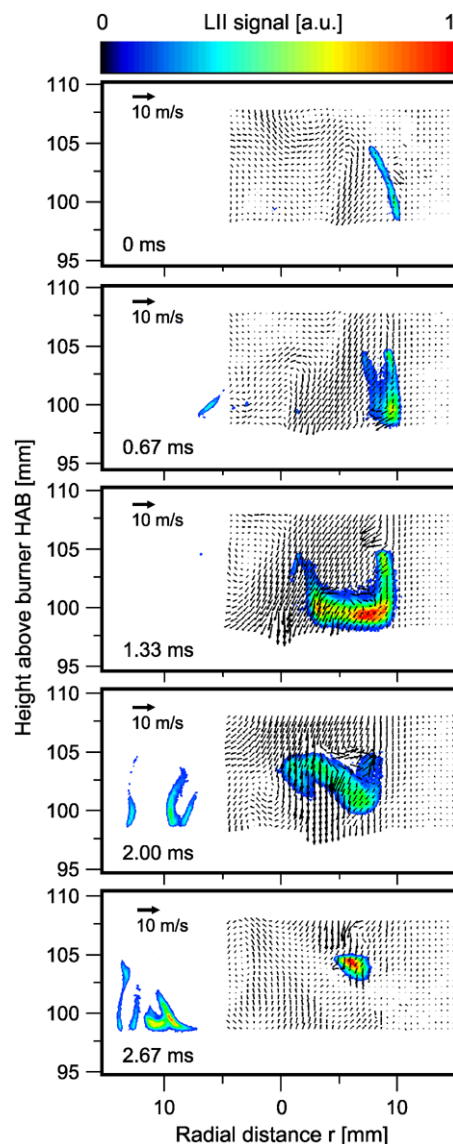 0 LII signal [a.u.] 1
110
105
100
95
10 m/s
0 ms
110
105
100
95
10 m/s
0.67 ms
110
105
100
95
10 m/s
1.33 ms
110
105
100
95
10 m/s
2.00 ms
110
105
100
95
10 m/s
2.67 ms
Height above burner HAB [mm]
10 0 10
Radial distance r [mm]